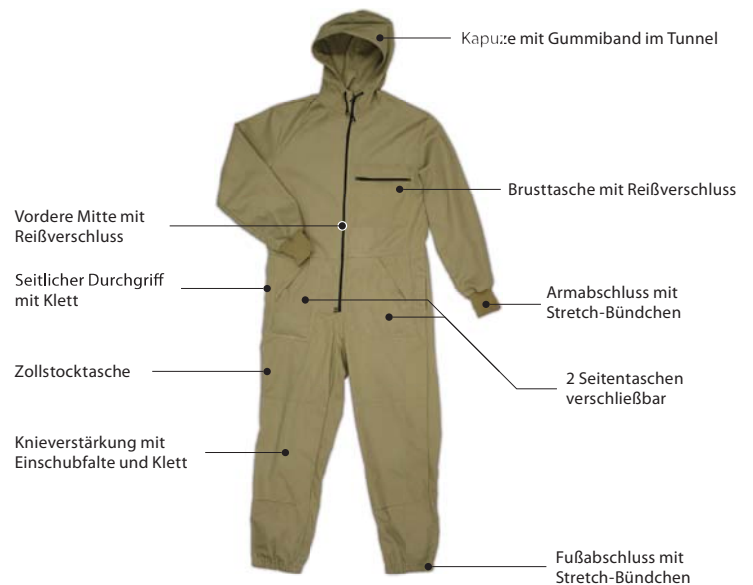 Kapuze mit Gummiband im Tunnel
Brusttasche mit Reißverschluss
Vordere Mitte mit
Reißverschluss
Seitlicher Durchgriff
mit Klett
Armabschluss mit
Stretch-Bündchen
Zollstocktasche
2 Seitentaschen
verschließbar
Knieverstärkung mit
Einschubfalte und Klett
Fußabschluss mit
Stretch-Bündchen